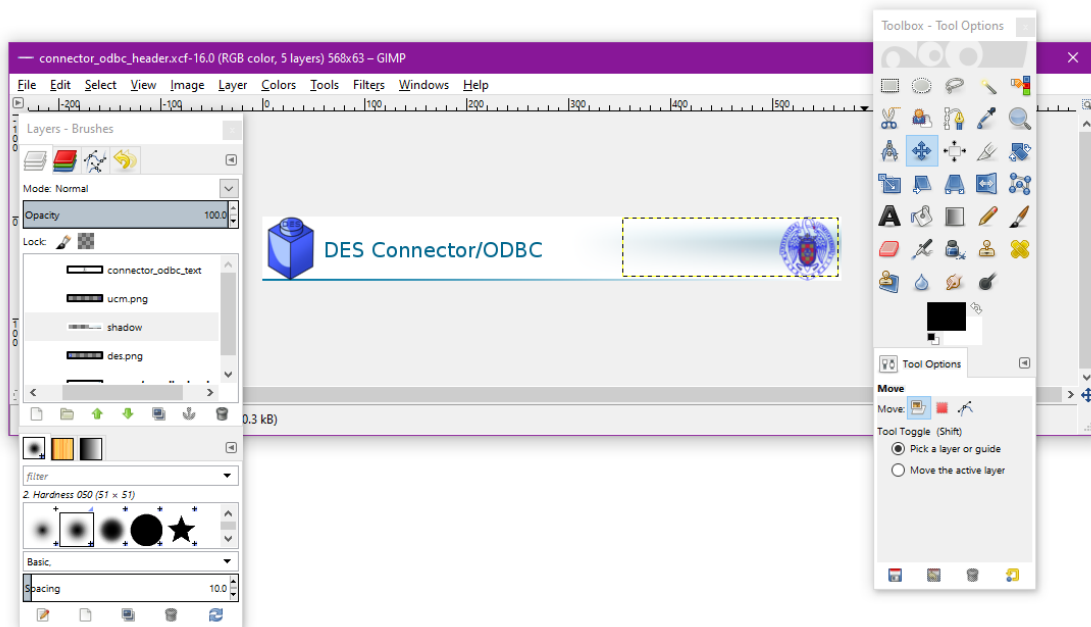 Toolbox - Tool Options
connector_odbc_header.xcf-16.0 (RGB color, 5 layers) 568x63 – GIMP
File Edit Select View Image Layer Colors Tools Filters Windows Help
-200 -100 0 100 200 300 400 500
Layers - Brushes
Mode: Normal
Opacity 100.0
Lock:
connector_odbc_text
ucm.png
shadow
des.png
DES
DES Connector/ODBC
0
100
0.3 kB)
filter
2. Hardness 050 (51 × 51)
Basic,
Spacing 10.0
Tool Options
Move
Move:
Tool Toggle (Shift)
Pick a layer or guide
Move the active layer